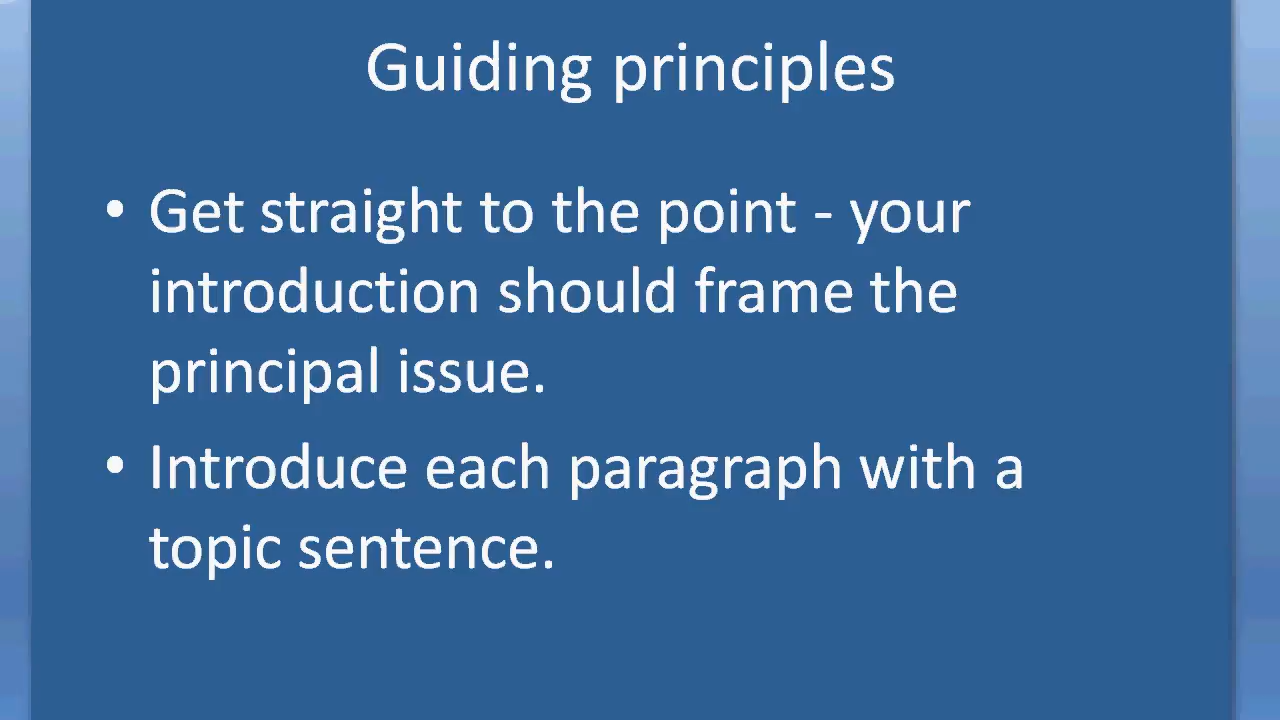 Guiding principles
• Get straight to the point - your
introduction should frame the
principal issue.
• Introduce each paragraph with a
topic sentence.